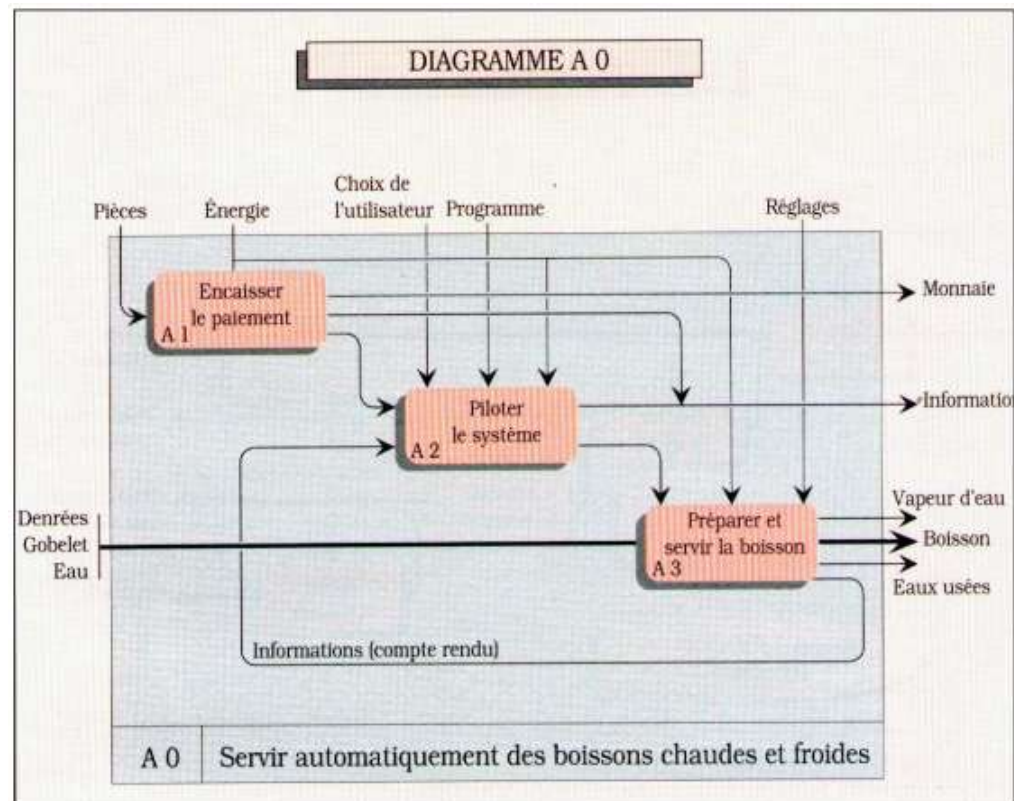 DIAGRAMME A 0
Choix de
Pièces Énergie l'utilisateur Programme Réglages
Encaisser
le paiement
A 1
Monnaie
Piloter
le système
A 2
Informatio
Denrées
Gobelet
Eau
Préparer et
servir la boisson
A 3
Vapeur d'eau
Boisson
Eaux usées
Informations (compte rendu)
A 0 Servir automatiquement des boissons chaudes et froides